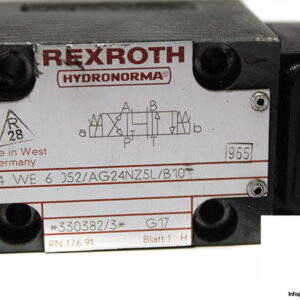 REXROTH
HYDRONORMA®
R
28
A B
a b
P T
965
de in West
ermany
4 WE 6 J52/AG24NZ5L/B10
*330382/3* G17
RN 176.91 Blatt 1 H